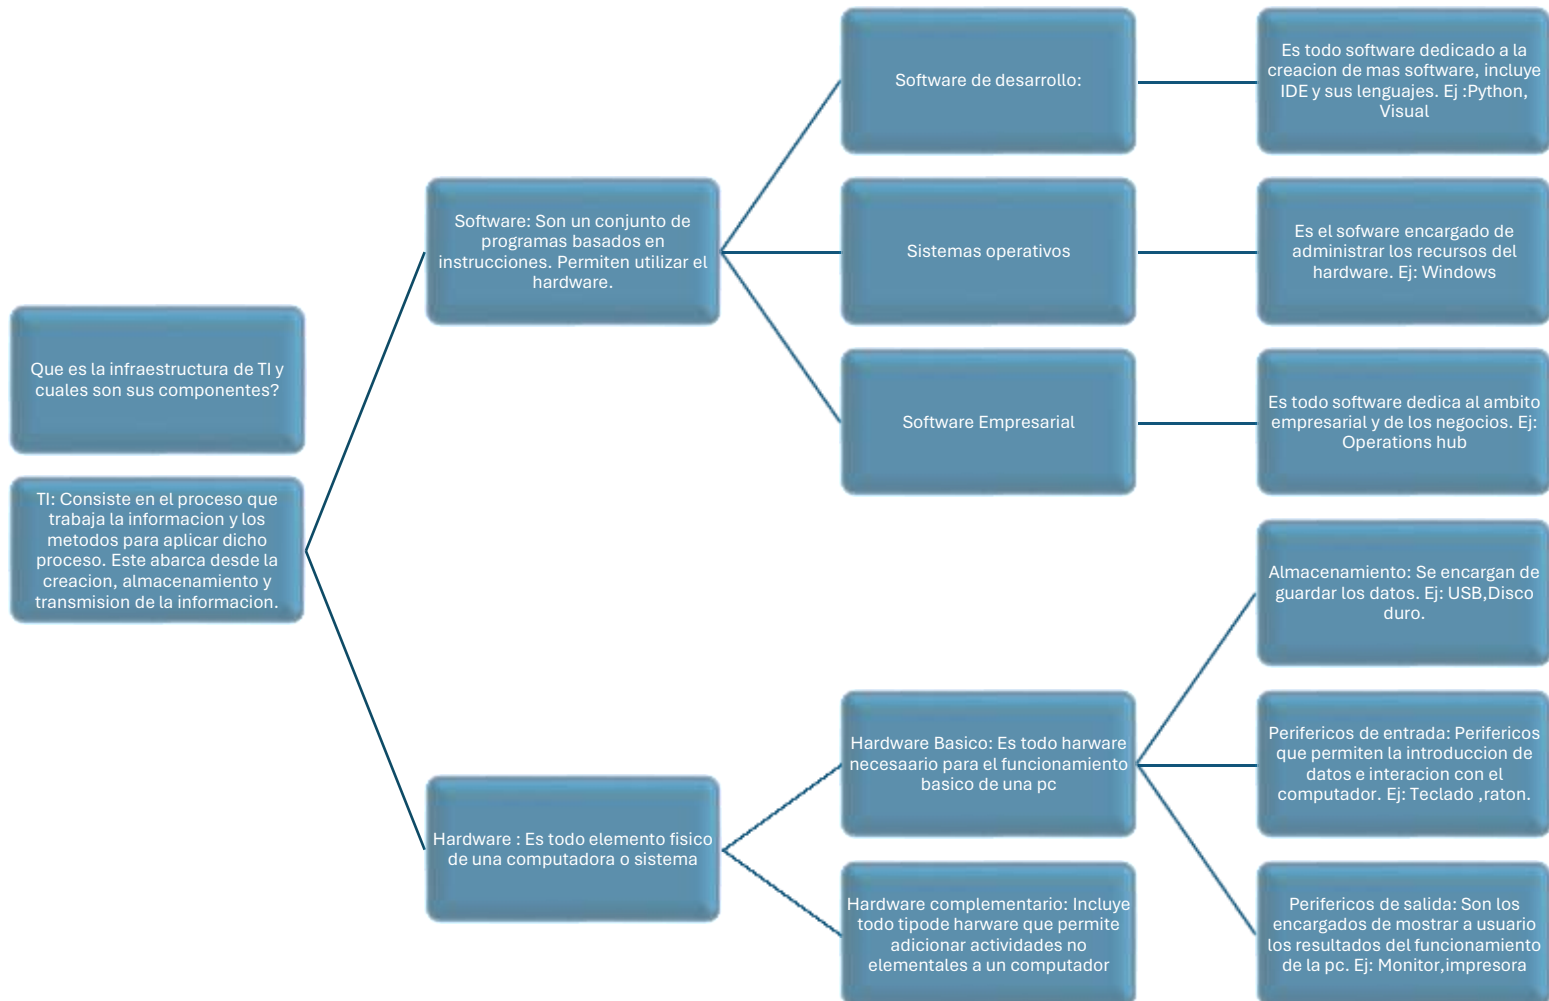 Que es la infraestructura de TI y
cuales son sus componentes?
TI: Consiste en el proceso que
trabaja la informacion y los
metodos para aplicar dicho
proceso. Este abarca desde la
creacion, almacenamiento y
transmision de la informacion.
Software: Son un conjunto de
programas basados en
instrucciones. Permiten utilizar el
hardware.
Software de desarrollo:
Es todo software dedicado a la
creacion de mas software, incluye
IDE y sus lenguajes. Ej :Python,
Visual
Sistemas operativos
Es el sofware encargado de
administrar los recursos del
hardware. Ej: Windows
Software Empresarial
Es todo software dedica al ambito
empresarial y de los negocios. Ej:
Operations hub
Hardware : Es todo elemento fisico
de una computadora o sistema
Hardware Basico: Es todo harware
necesaario para el funcionamiento
basico de una pc
Almacenamiento: Se encargan de
guardar los datos. Ej: USB,Disco
duro.
Perifericos de entrada: Perifericos
que permiten la introduccion de
datos e interacion con el
computador. Ej: Teclado ,raton.
Perifericos de salida: Son los
encargados de mostrar a usuario
los resultados del funcionamiento
de la pc. Ej: Monitor,impresora
Hardware complementario: Incluye
todo tipode harware que permite
adicionar actividades no
elementales a un computador